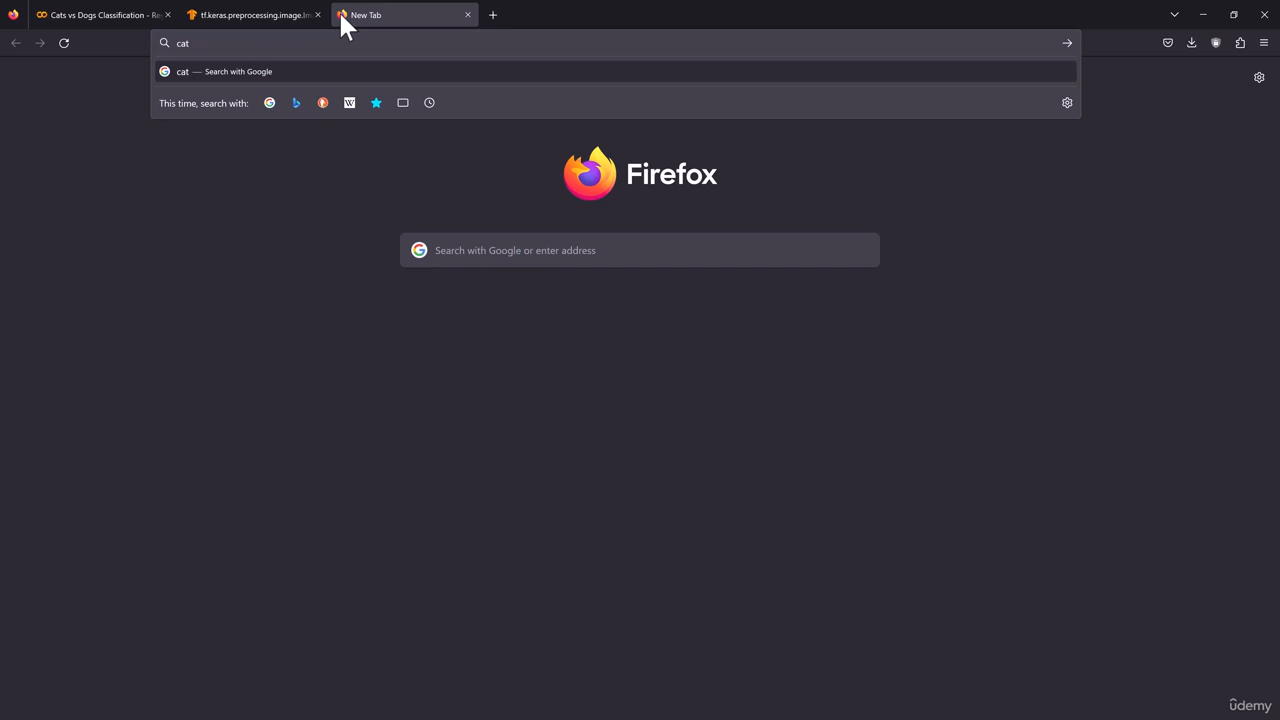 Cats vs Dogs Classification - Re
tf.keras.preprocessing.image.Im
New Tab
cat
cat — Search with Google
This time, search with:
Firefox
Search with Google or enter address
ûdemy